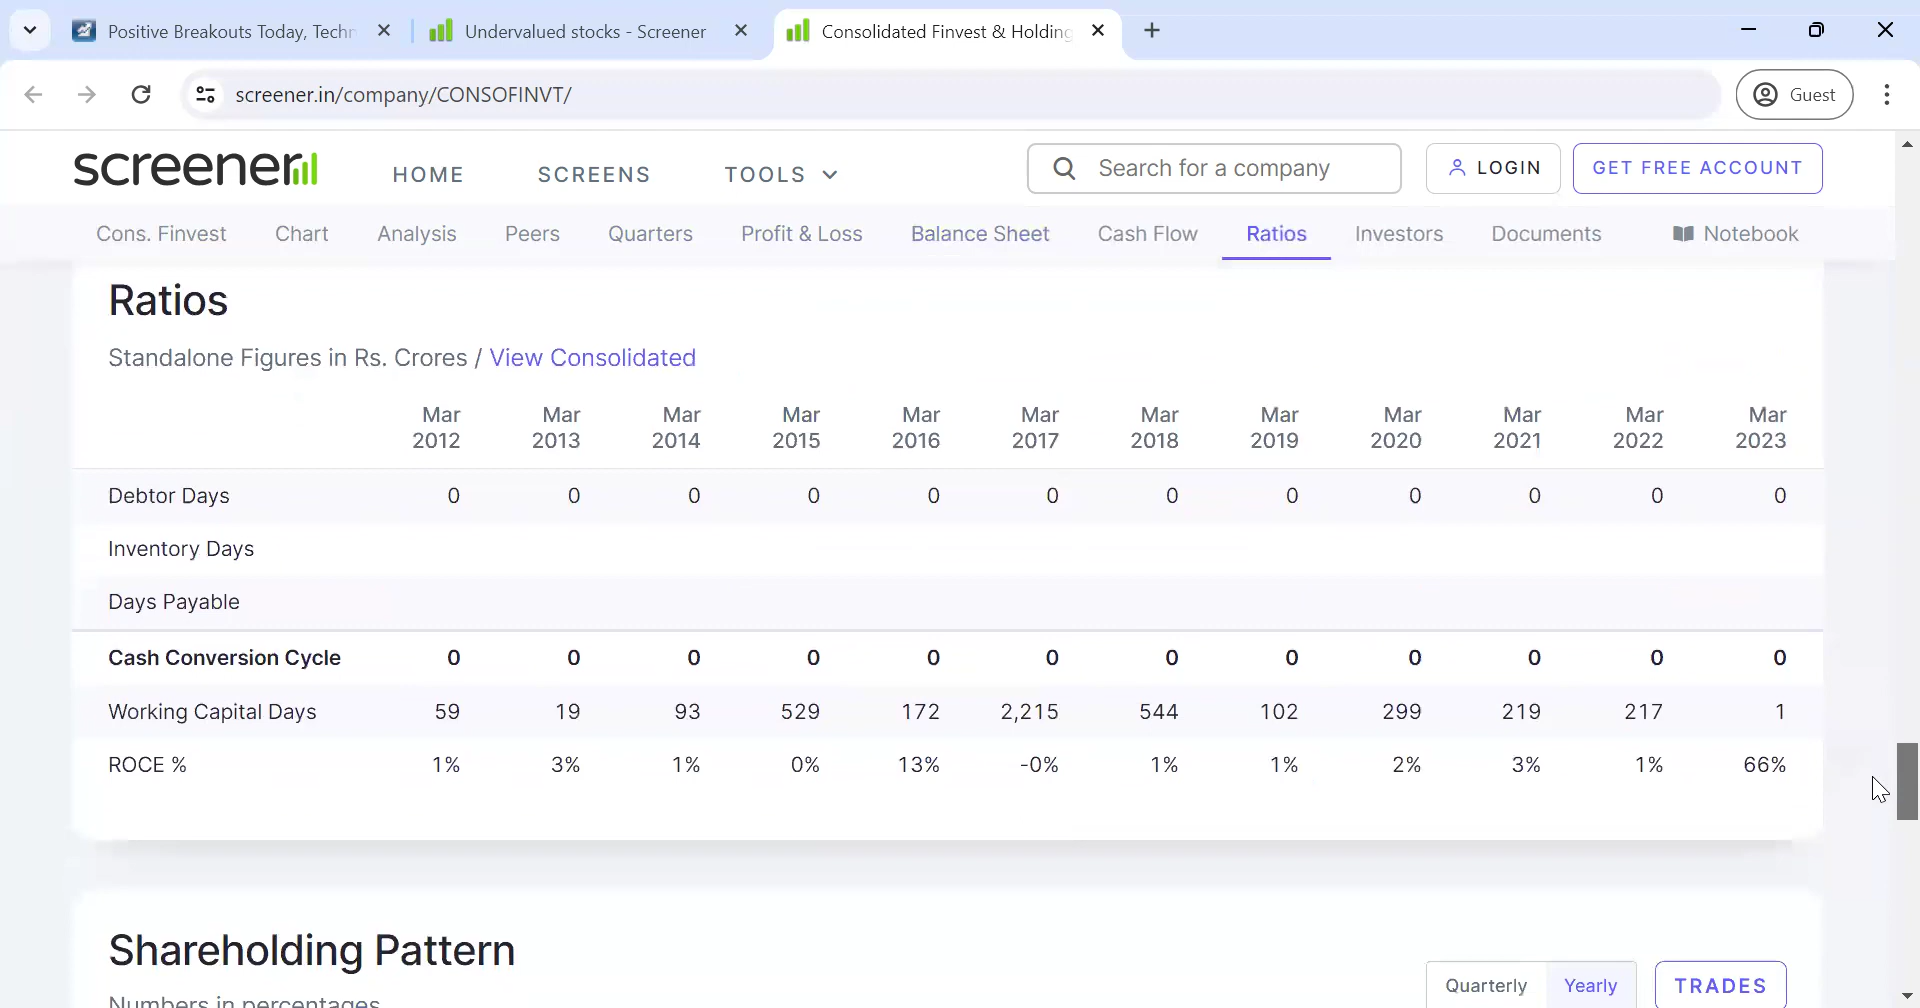 Positive Breakouts Today, Techn
Undervalued stocks - Screener
Consolidated Finvest & Holding
screener.in/company/CONSOFINVT/
Guest
screener
HOME SCREENS TOOLS
Search for a company
LOGIN
GET FREE ACCOUNT
Cons. Finvest Chart Analysis Peers Quarters Profit & Loss Balance Sheet Cash Flow Ratios Investors Documents Notebook
Ratios
Standalone Figures in Rs. Crores / View Consolidated
Mar 2012 Mar 2013 Mar 2014 Mar 2015 Mar 2016 Mar 2017 Mar 2018 Mar 2019 Mar 2020 Mar 2021 Mar 2022 Mar 2023
Debtor Days 0 0 0 0 0 0 0 0 0 0 0 0
Inventory Days
Days Payable
Cash Conversion Cycle 0 0 0 0 0 0 0 0 0 0 0 0
Working Capital Days 59 19 93 529 172 2,215 544 102 299 219 217 1
ROCE % 1% 3% 1% 0% 13% -0% 1% 1% 2% 3% 1% 66%
Shareholding Pattern
Quarterly Yearly TRADES
Numbers in percentages